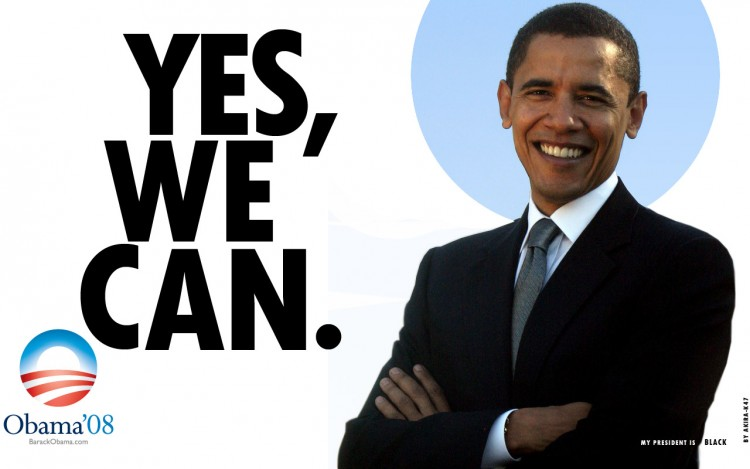 YES,
WE
CAN.
Obama'08
BarackObama.com
MY PRESIDENT IS BLACK
BY AKIRA-K47